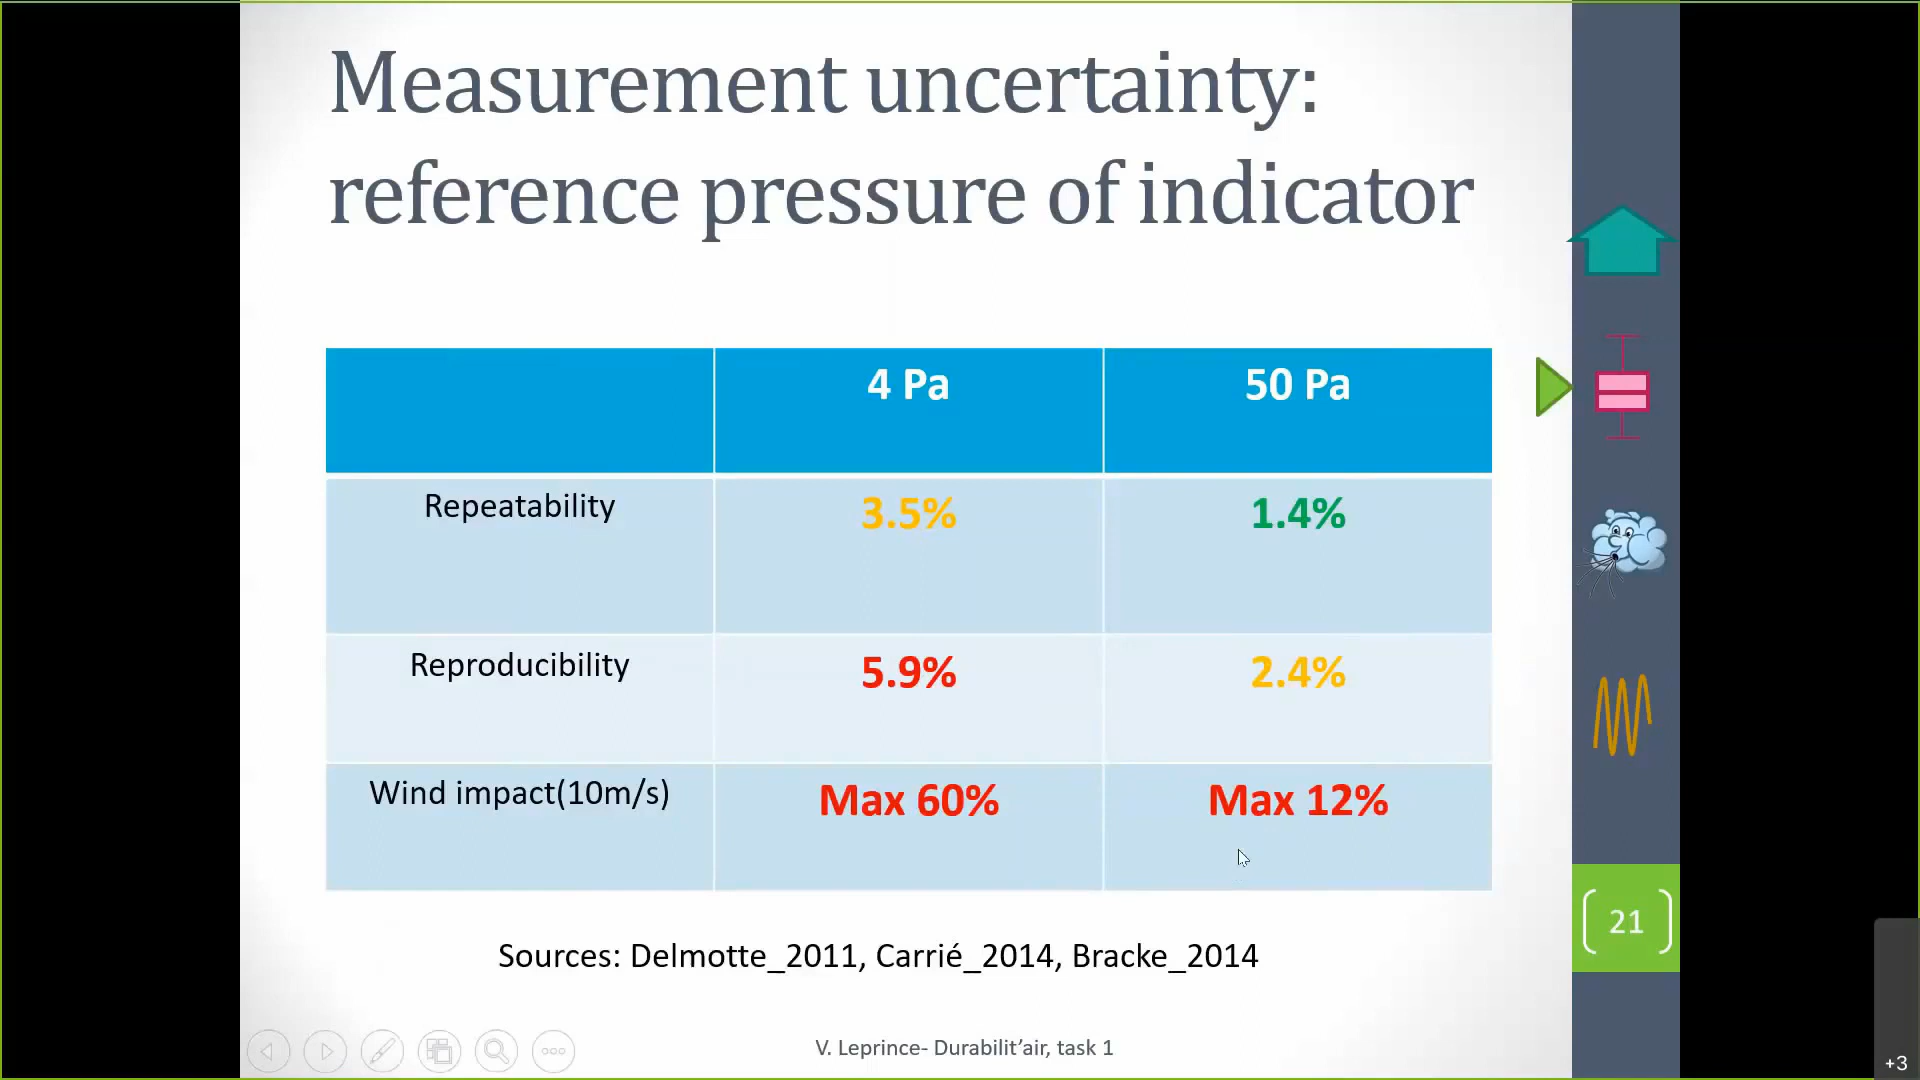 Measurement uncertainty:
reference pressure of indicator
4 Pa
50 Pa
Repeatability
3.5%
1.4%
Reproducibility
5.9%
2.4%
Wind impact(10m/s)
Max 60%
Max 12%
21
Sources: Delmotte_2011, Carrié_2014, Bracke_2014
V. Leprince- Durabilit’air, task 1
+3